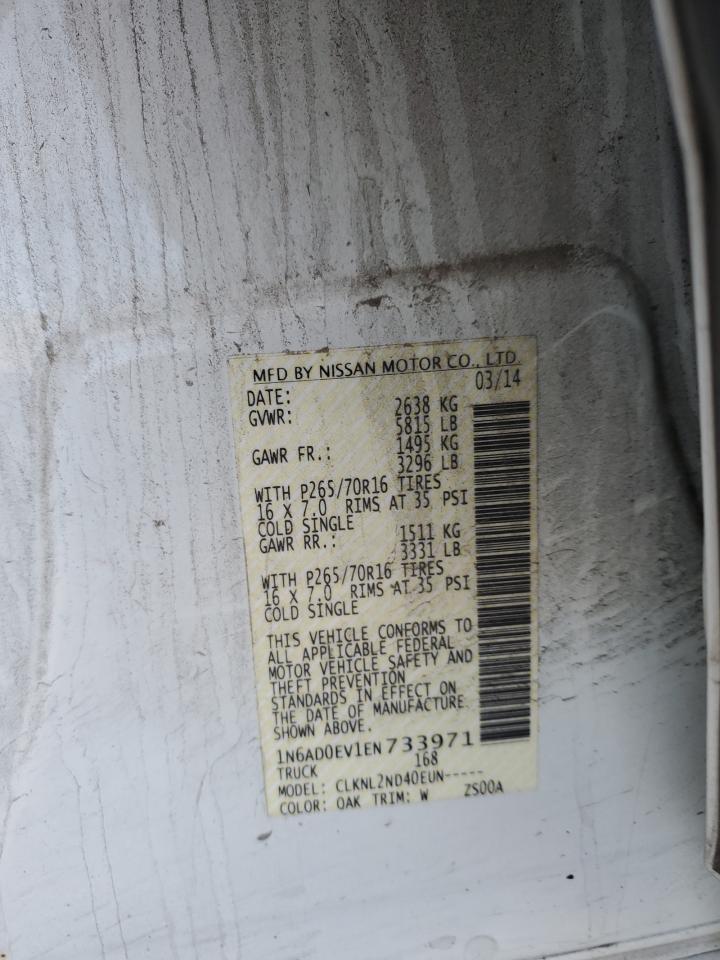 MFD BY NISSAN MOTOR CO., LTD.
DATE: 03/14
GVWR: 2638 KG
5815 LB
GAWR FR.: 1495 KG
3296 LB
WITH P265/70R16 TIRES
16 X 7.0 RIMS AT 35 PSI
COLD SINGLE
GAWR RR.: 1511 KG
3331 LB
WITH P265/70R16 TIRES
16 X 7.0 RIMS AT 35 PSI
COLD SINGLE
THIS VEHICLE CONFORMS TO
ALL APPLICABLE FEDERAL
MOTOR VEHICLE SAFETY AND
THEFT PREVENTION
STANDARDS IN EFFECT ON
THE DATE OF MANUFACTURE
SHOWN ABOVE.
1N6AD0EV1EN733971
TRUCK 168
MODEL: CLKNL2ND40EUN-----
COLOR: QAK TRIM: W ZS00A